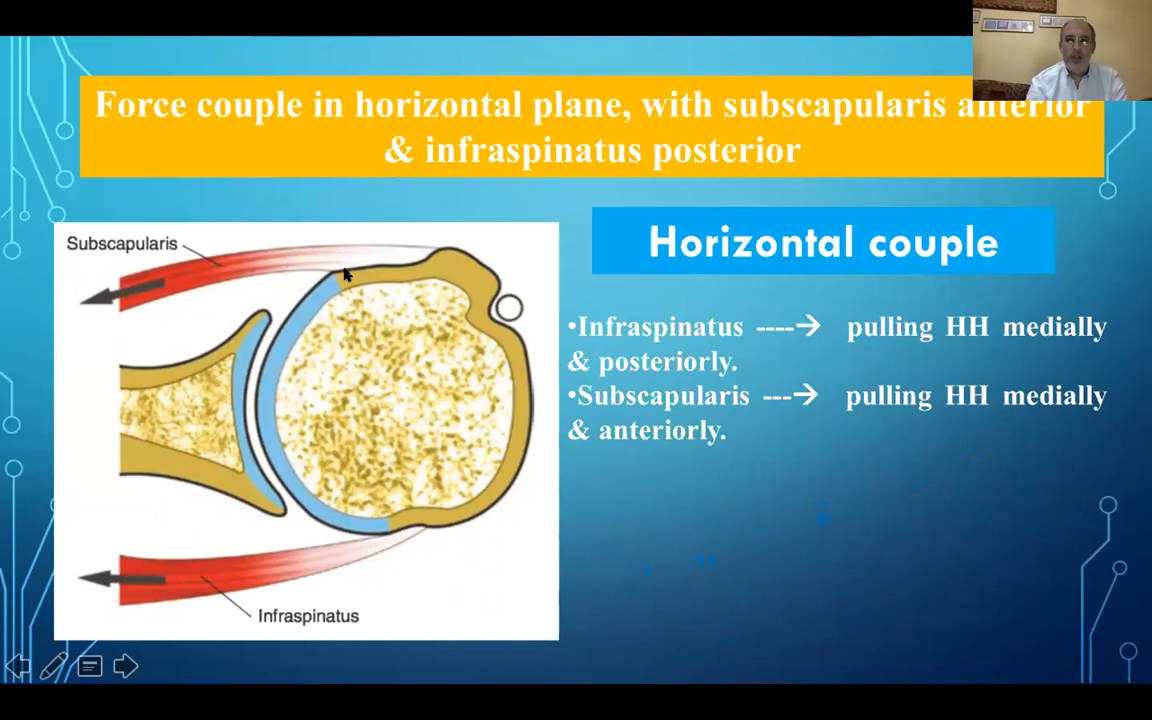 Force couple in horizontal plane, with subscapularis anterior
& infraspinatus posterior
Subscapularis
Horizontal couple
•Infraspinatus ----→ pulling HH medially
& posteriorly.
•Subscapularis ---→ pulling HH medially
& anteriorly.
Infraspinatus